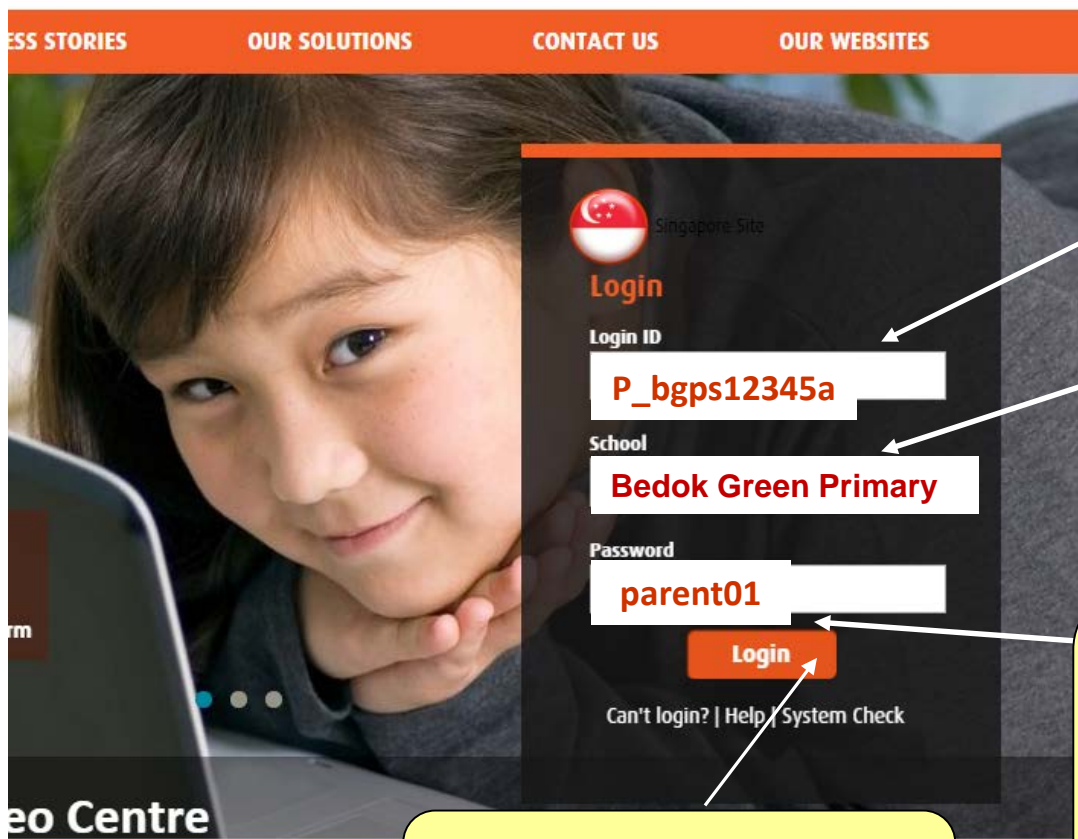 ESS STORIES OUR SOLUTIONS CONTACT US OUR WEBSITES
Singapore Site
Login
Login ID
P_bgps12345a
School
Bedok Green Primary
Password
parent01
rm
Login
Can't login? | Help | System Check
eo Centre